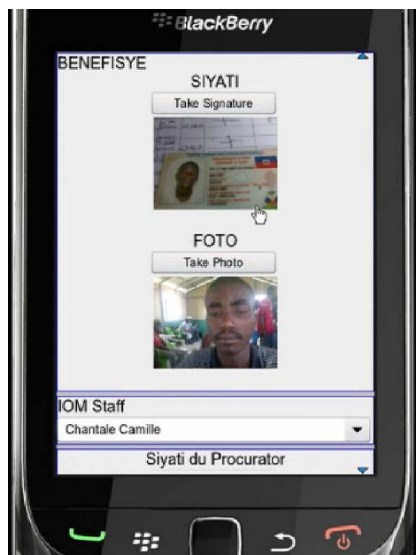 BlackBerry
BENEFISYE
SIYATI
Take Signature
FOTO
Take Photo
IOM Staff
Chantale Camille
Siyati du Procurator